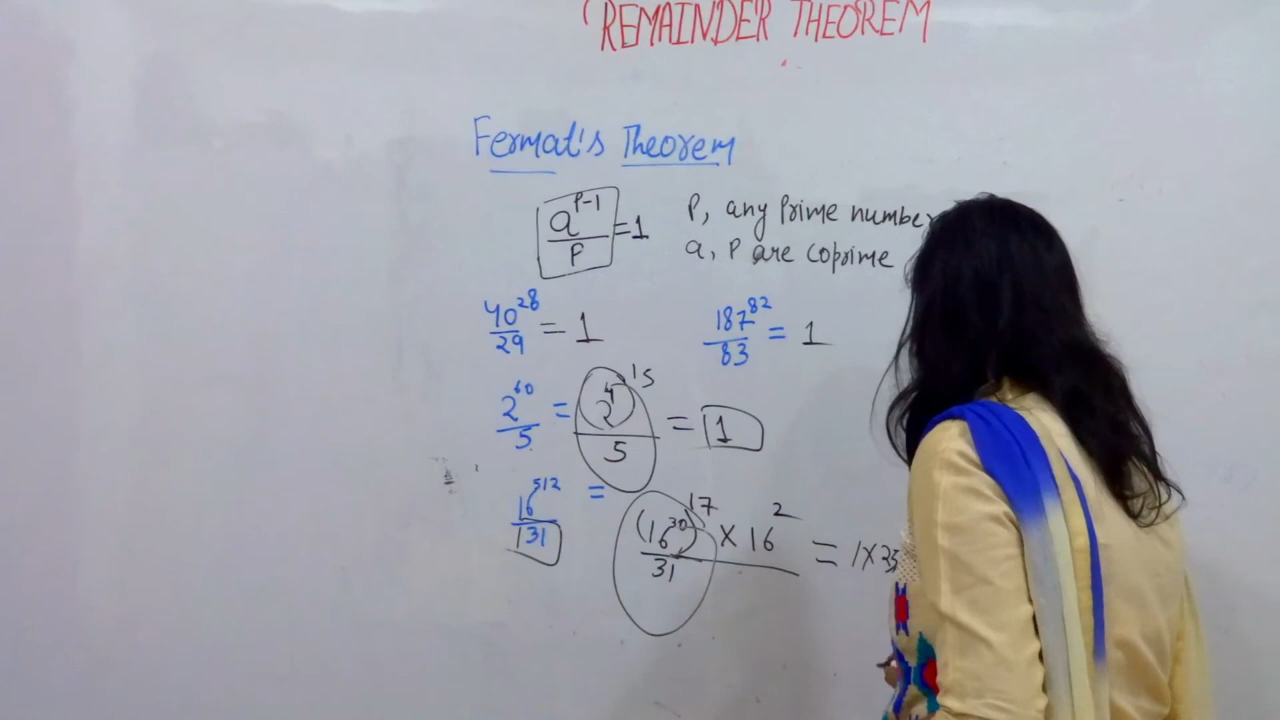 REMAINDER THEOREM
Fermat's Theorem
a^(P-1)/P = 1 P, any Prime number
a, P are coprime
40^28/29 = 1 187^82/83 = 1
2^60/5 = (2^4)^15/5 = 1
16^512/31 = (16^30)^17 × 16^2/31 = 1×